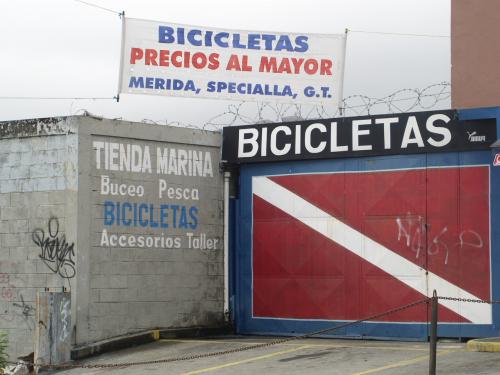 BICICLETAS
PRECIOS AL MAYOR
MERIDA, SPECIALLA, G.T.
BICICLETAS
TIENDA MARINA
Buceo Pesca
BICICLETAS
Accesorios Taller